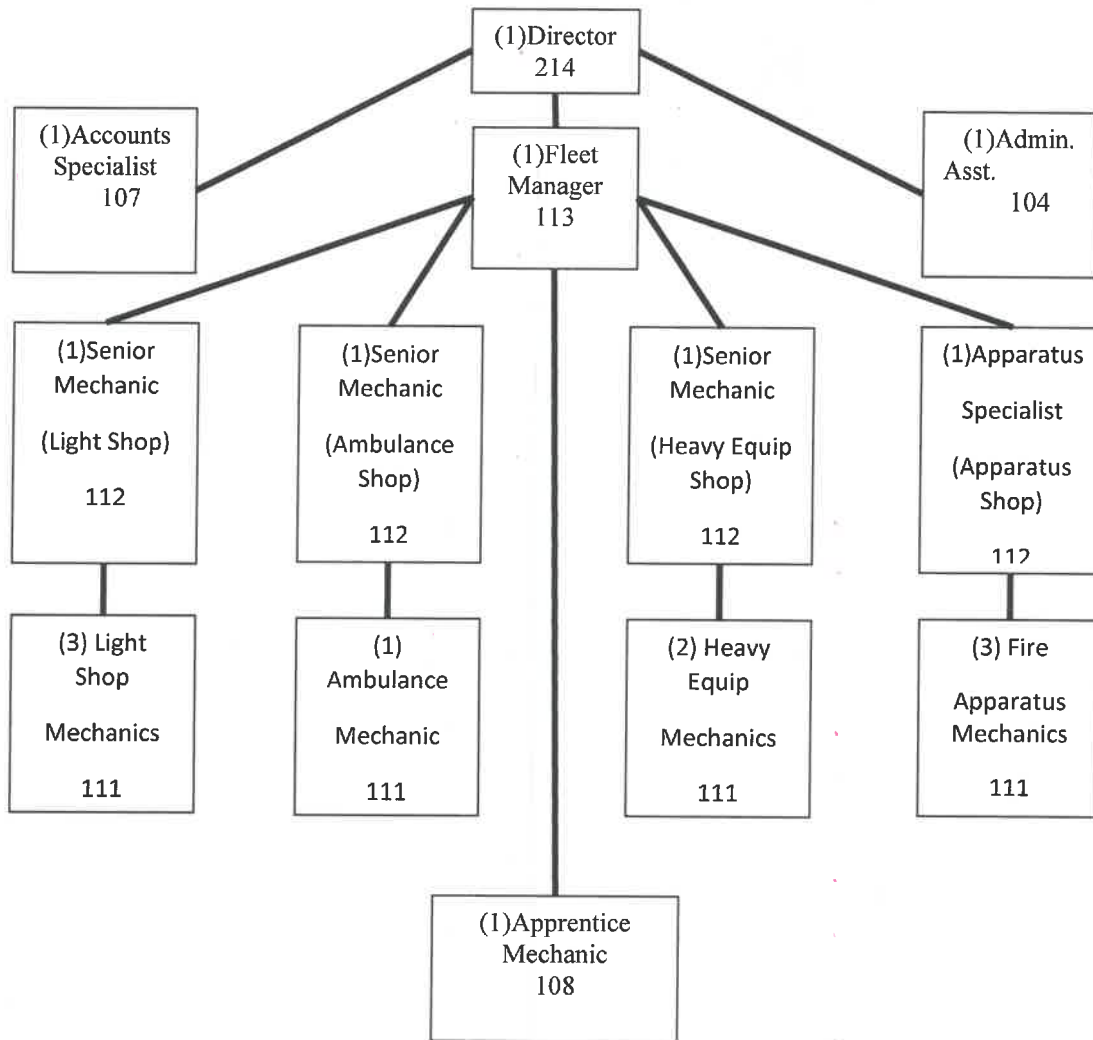 (1)Director
214
(1)Accounts
Specialist
107
(1)Fleet
Manager
113
(1)Admin.
Asst.
104
(1)Senior
Mechanic
(Light Shop)
112
(1)Senior
Mechanic
(Ambulance
Shop)
112
(1)Senior
Mechanic
(Heavy Equip
Shop)
112
(1)Apparatus
Specialist
(Apparatus
Shop)
112
(3) Light
Shop
Mechanics
111
(1)
Ambulance
Mechanic
111
(2) Heavy
Equip
Mechanics
111
(3) Fire
Apparatus
Mechanics
111
(1)Apprentice
Mechanic
108